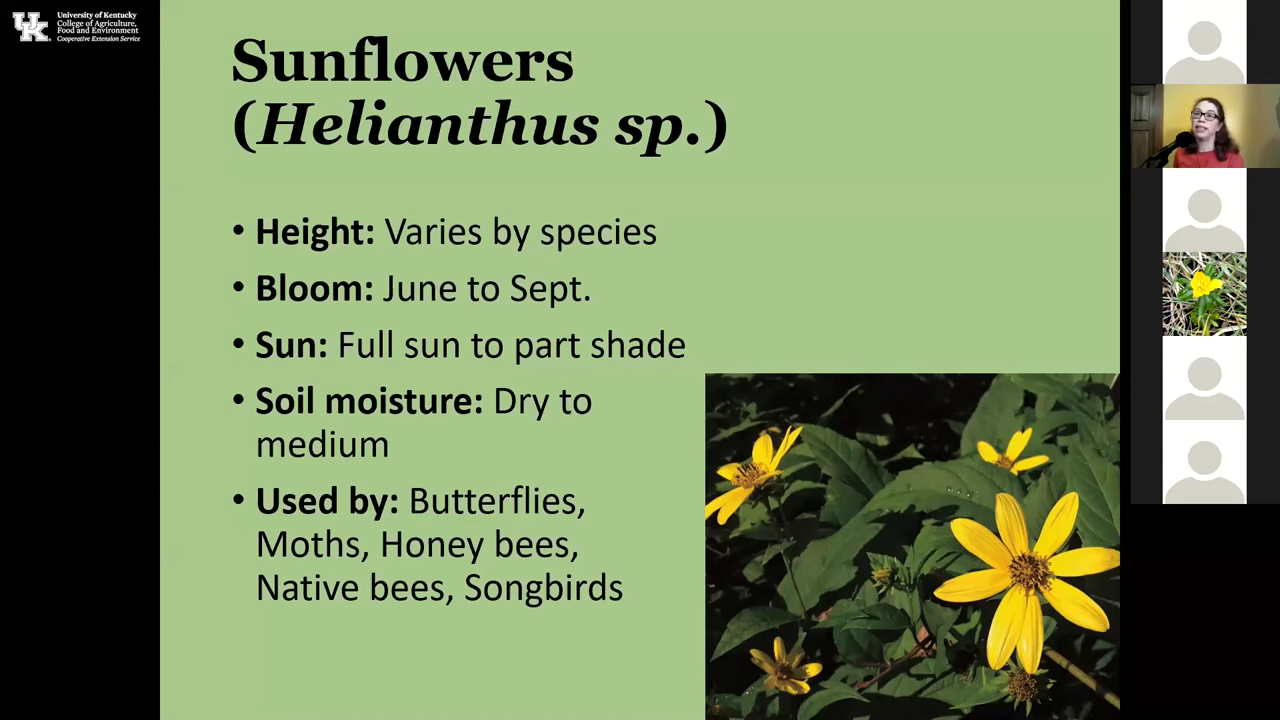 University of Kentucky
College of Agriculture,
Food and Environment
Cooperative Extension Service
Sunflowers
(Helianthus sp.)
• Height: Varies by species
• Bloom: June to Sept.
• Sun: Full sun to part shade
• Soil moisture: Dry to
medium
• Used by: Butterflies,
Moths, Honey bees,
Native bees, Songbirds